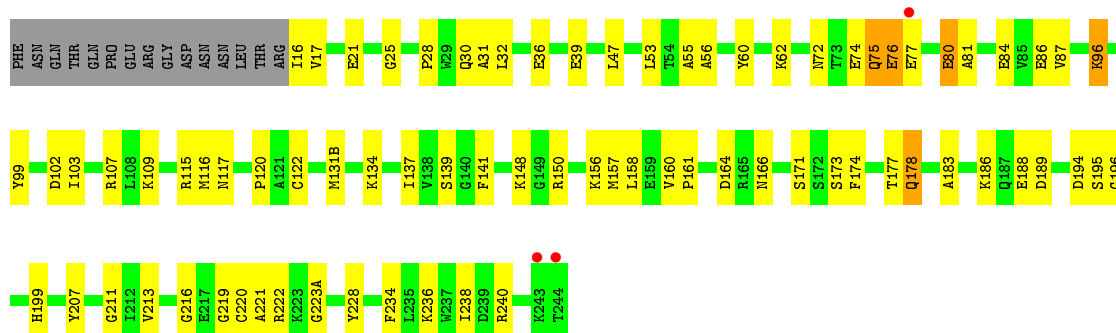 PHE ASN GLN THR THR GLN PRO GLU ARG GLY ASP ASN ASN LEU THR ARG I16 V17 E21 G25 P28 W29 Q30 A31 L32 E36 E39 L47 L53 T54 A55 A56 Y60 K62 N72 T73 E74 Q75 E76 E77 E80 A81 E84 V85 E86 V87 K96
Y99 D102 I103 R107 L108 K109 R115 M116 N117 P120 A121 C122 M131B K134 I137 V138 S139 G140 F141 K148 G149 R150 K156 M157 L158 E159 V160 P161 D164 R165 N166 S171 S172 S173 F174 T177 Q178 A183 K186 Q187 E188 D189 D194 S195 G196
H199 Y207 G211 I212 V213 G216 E217 G219 C220 A221 R222 K223 G223A Y228 F234 L235 K236 W237 I238 D239 R240 K243 T244